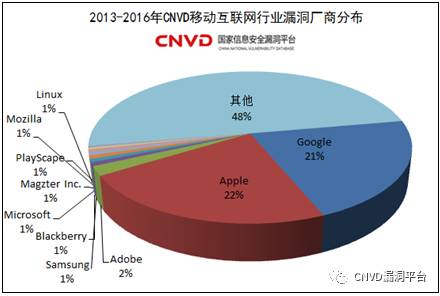 2013-2016年CNVD移动互联网行业漏洞厂商分布
CNVD 国家信息安全漏洞平台
CHINA NATIONAL VULNERABILITY DATABASE
其他
48%
Google
21%
Apple
22%
Adobe
2%
Samsung
1%
Blackberry
1%
Microsoft
1%
Magzter Inc.
1%
PlayScape
1%
Mozilla
1%
Linux
1%
CNVD漏洞平台